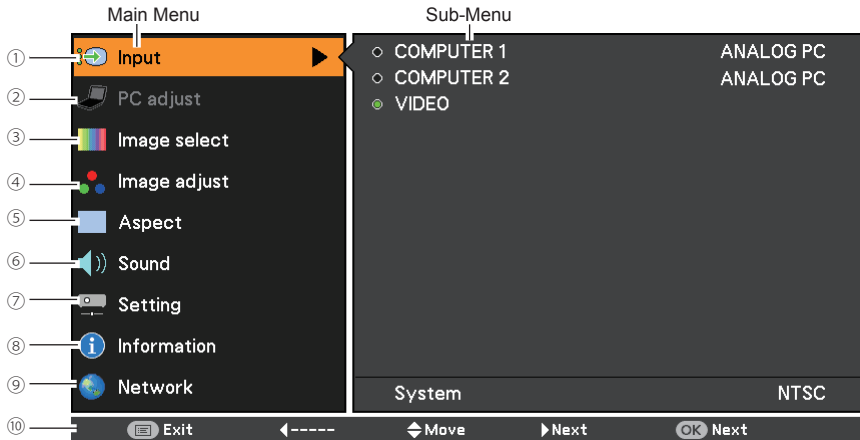 Main Menu Sub-Menu
① Input COMPUTER 1 ANALOG PC
② PC adjust COMPUTER 2 ANALOG PC
VIDEO
③ Image select
④ Image adjust
⑤ Aspect
⑥ Sound
⑦ Setting
⑧ Information
⑨ Network System NTSC
⑩ Exit ----- Move Next OK Next